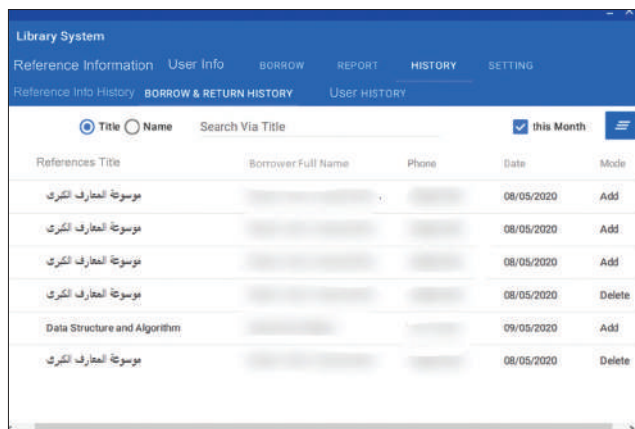 Library System
Reference Information User Info BORROW REPORT HISTORY SETTING
Reference Info History BORROW & RETURN HISTORY User HISTORY
Title Name Search Via Title this Month
References Title Borrower Full Name Phone Date Mode
موسوعة المعارف الكبرى 08/05/2020 Add
موسوعة المعارف الكبرى 08/05/2020 Add
موسوعة المعارف الكبرى 08/05/2020 Add
موسوعة المعارف الكبرى 08/05/2020 Delete
Data Structure and Algorithm 09/05/2020 Add
موسوعة المعارف الكبرى 08/05/2020 Delete